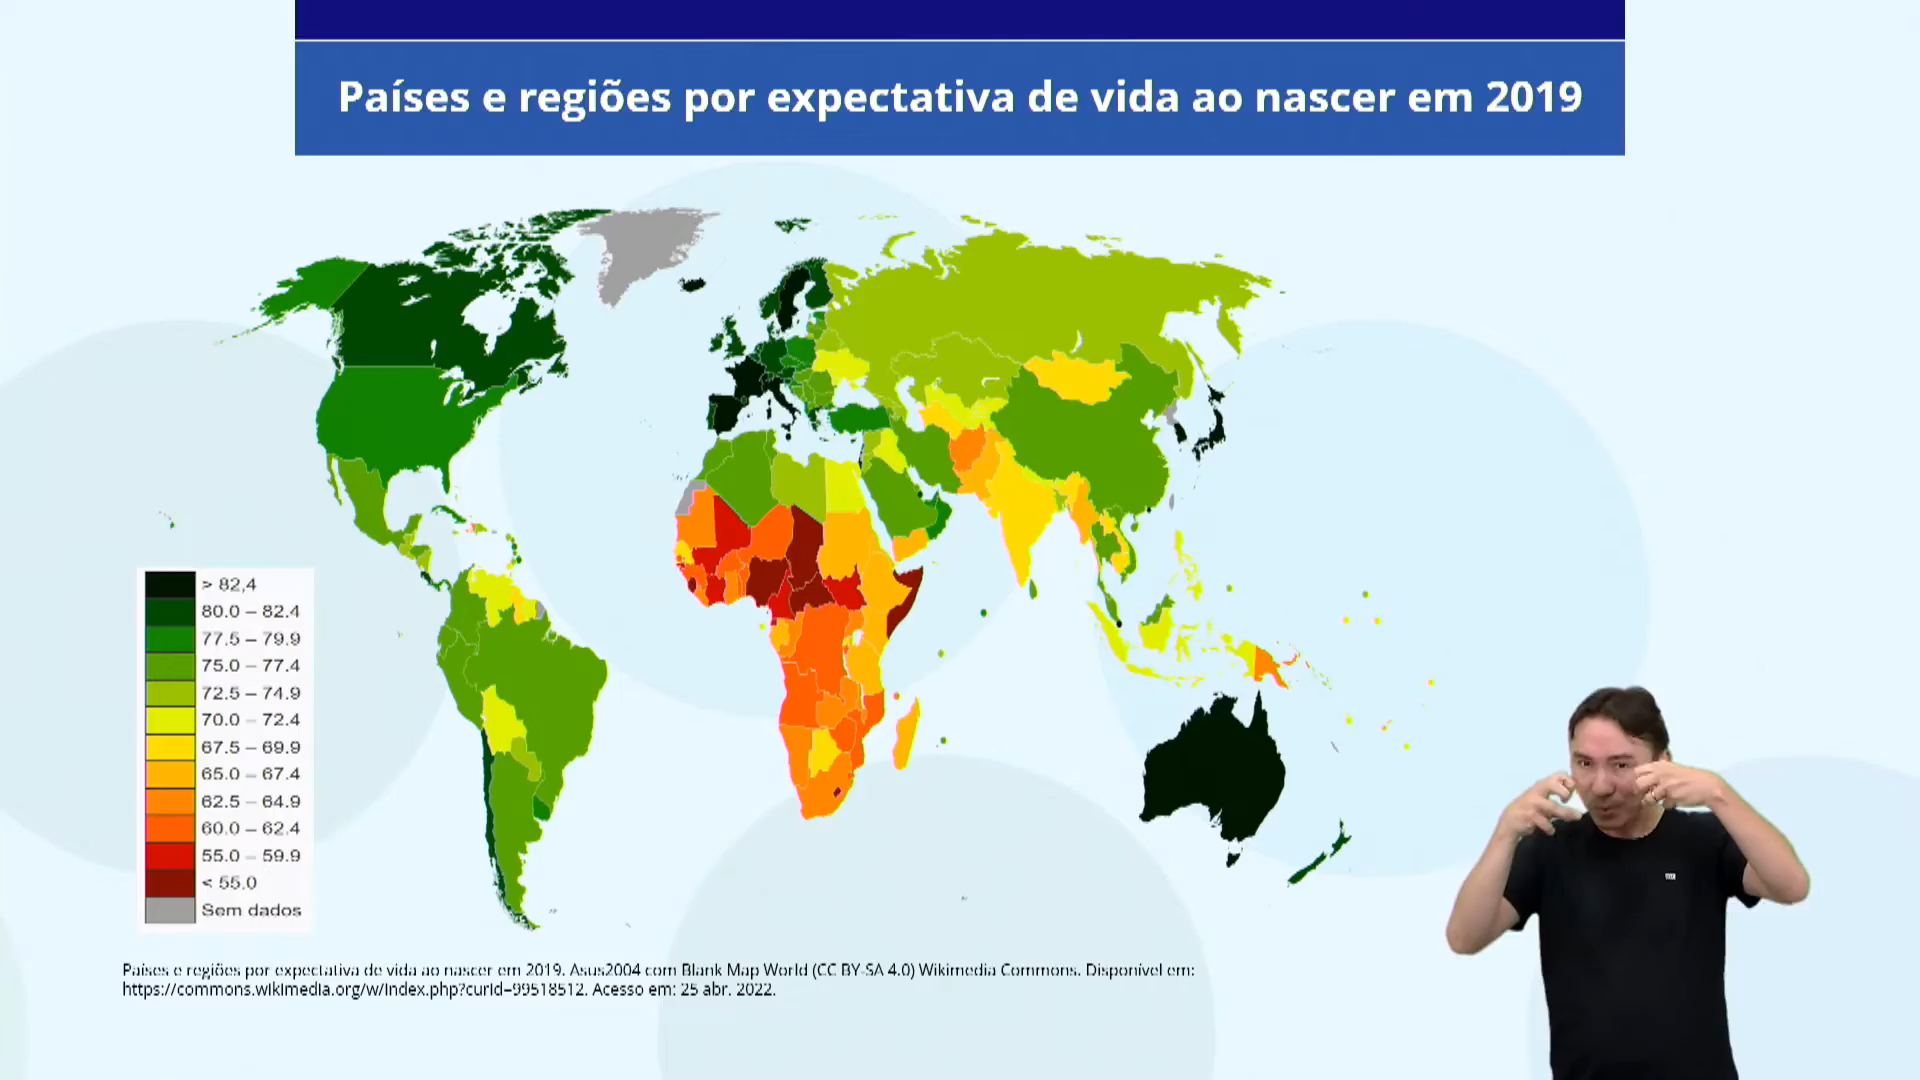 Países e regiões por expectativa de vida ao nascer em 2019
> 82,4
80.0 – 82.4
77.5 – 79.9
75.0 – 77.4
72.5 – 74.9
70.0 – 72.4
67.5 – 69.9
65.0 – 67.4
62.5 – 64.9
60.0 – 62.4
55.0 – 59.9
< 55.0
Sem dados
Países e regiões por expectativa de vida ao nascer em 2019. Asus2004 com Blank Map World (CC BY-SA 4.0) Wikimedia Commons. Disponível em:
https://commons.wikimedia.org/w/index.php?curid=99518512. Acesso em: 25 abr. 2022.